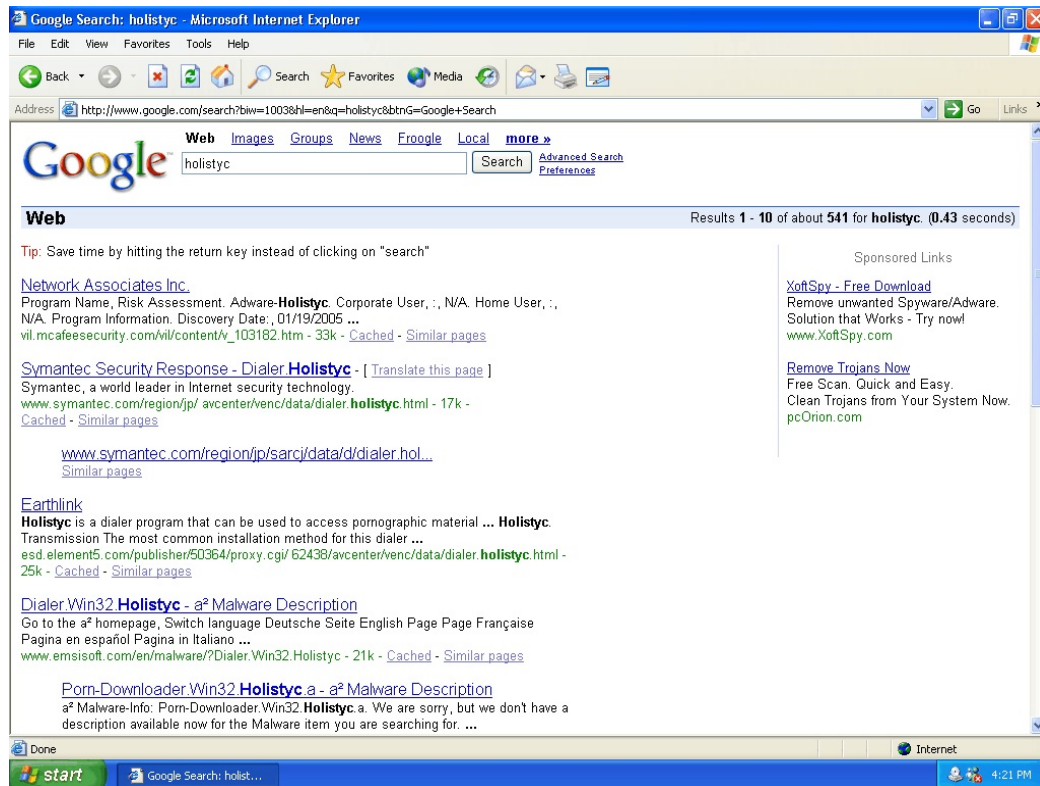 Google Search: holistyc - Microsoft Internet Explorer
File Edit View Favorites Tools Help
Back Search Favorites Media
Address http://www.google.com/search?biw=1003&hl=en&q=holistyc&btnG=Google+Search Go Links
Google
Web Images Groups News Froogle Local more »
holistyc Search Advanced Search
Preferences
Web Results 1 - 10 of about 541 for holistyc. (0.43 seconds)
Tip: Save time by hitting the return key instead of clicking on "search"
Network Associates Inc.
Program Name, Risk Assessment. Adware-Holistyc. Corporate User, :, N/A. Home User, :,
N/A. Program Information. Discovery Date:, 01/19/2005 ...
vil.mcafeesecurity.com/vil/content/v_103182.htm - 33k - Cached - Similar pages
Symantec Security Response - Dialer.Holistyc - [ Translate this page ]
Symantec, a world leader in Internet security technology.
www.symantec.com/region/jp/ avcenter/venc/data/dialer.holistyc.html - 17k -
Cached - Similar pages
www.symantec.com/region/jp/sarcj/data/d/dialer.hol...
Similar pages
Earthlink
Holistyc is a dialer program that can be used to access pornographic material ... Holistyc.
Transmission The most common installation method for this dialer ...
esd.element5.com/publisher/50364/proxy.cgi/ 62438/avcenter/venc/data/dialer.holistyc.html -
25k - Cached - Similar pages
Dialer.Win32.Holistyc - a² Malware Description
Go to the a² homepage, Switch language Deutsche Seite English Page Page Française
Pagina en español Pagina in Italiano ...
www.emsisoft.com/en/malware/?Dialer.Win32.Holistyc - 21k - Cached - Similar pages
Porn-Downloader.Win32.Holistyc.a - a² Malware Description
a² Malware-Info: Porn-Downloader.Win32.Holistyc.a. We are sorry, but we don't have a
description available now for the Malware item you are searching for. ...
Sponsored Links
XoftSpy - Free Download
Remove unwanted Spyware/Adware.
Solution that Works - Try now!
www.XoftSpy.com
Remove Trojans Now
Free Scan. Quick and Easy.
Clean Trojans from Your System Now.
pcOrion.com
Done Internet
start Google Search: holist... 4:21 PM